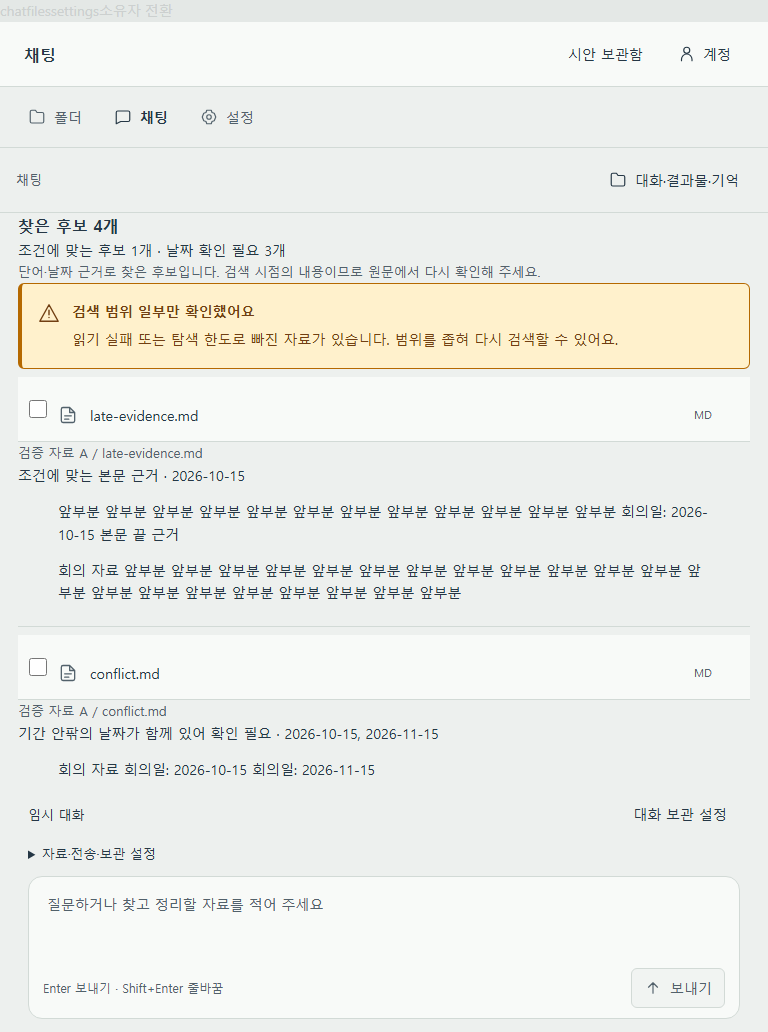 chatfilessettings소유자 전환
채팅
시안 보관함
계정
폴더
채팅
설정
채팅
대화·결과물·기억
찾은 후보 4개
조건에 맞는 후보 1개 · 날짜 확인 필요 3개
단어·날짜 근거로 찾은 후보입니다. 검색 시점의 내용이므로 원문에서 다시 확인해 주세요.
검색 범위 일부만 확인했어요
읽기 실패 또는 탐색 한도로 빠진 자료가 있습니다. 범위를 좁혀 다시 검색할 수 있어요.
late-evidence.md
MD
검증 자료 A / late-evidence.md
조건에 맞는 본문 근거 · 2026-10-15
앞부분 앞부분 앞부분 앞부분 앞부분 앞부분 앞부분 앞부분 앞부분 앞부분 앞부분 앞부분 회의일: 2026-
10-15 본문 끝 근거
회의 자료 앞부분 앞부분 앞부분 앞부분 앞부분 앞부분 앞부분 앞부분 앞부분 앞부분 앞부분 앞부분 앞
부분 앞부분 앞부분 앞부분 앞부분 앞부분 앞부분 앞부분 앞부분
conflict.md
MD
검증 자료 A / conflict.md
기간 안팎의 날짜가 함께 있어 확인 필요 · 2026-10-15, 2026-11-15
회의 자료 회의일: 2026-10-15 회의일: 2026-11-15
임시 대화
대화 보관 설정
▶ 자료·전송·보관 설정
질문하거나 찾고 정리할 자료를 적어 주세요
Enter 보내기 · Shift+Enter 줄바꿈
보내기